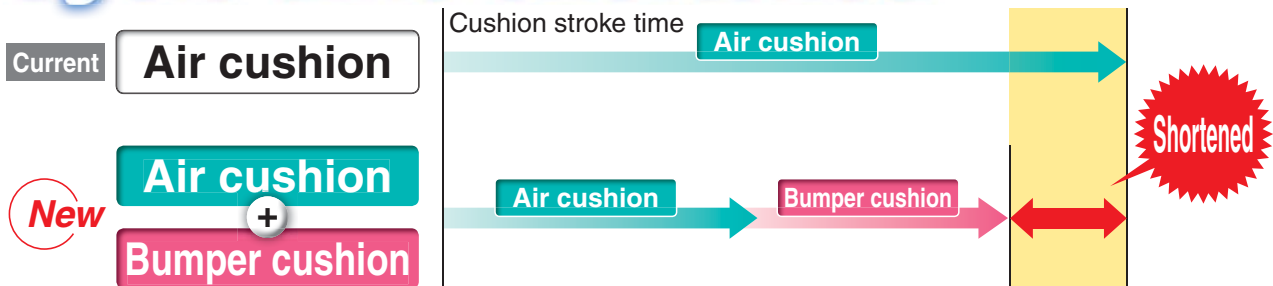 Cushion stroke time
Current
Air cushion
Air cushion
Shortened
New
Air cushion
+
Bumper cushion
Air cushion
Bumper cushion